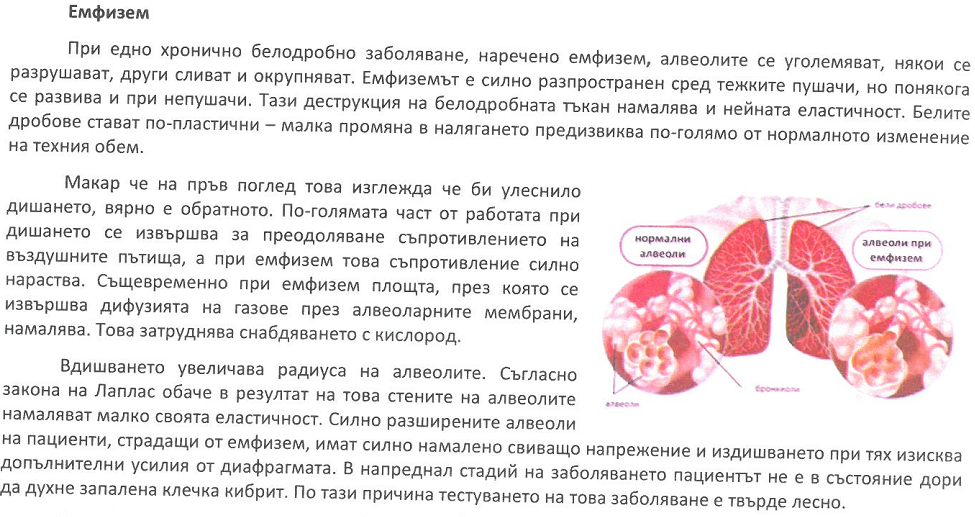 Емфизем
При едно хронично белодробно заболяване, наречено емфизем, алвеолите се уголемяват, някои се
разрушават, други сливат и окрупняват. Емфиземът е силно разпространен сред тежките пушачи, но понякога
се развива и при непушачи. Тази деструкция на белодробната тъкан намалява и нейната еластичност. Белите
дробове стават по-пластични – малка промяна в налягането предизвиква по-голямо от нормалното изменение
на техния обем.
Макар че на пръв поглед това изглежда че би улеснило
дишането, вярно е обратното. По-голямата част от работата при
дишането се извършва за преодоляване съпротивлението на
въздушните пътища, а при емфизем това съпротивление силно
нараства. Същевременно при емфизем площта, през която се
извършва дифузията на газове през алвеоларните мембрани,
намалява. Това затруднява снабдяването с кислород.
бели дробове
нормални
алвеоли
алвеоли при
емфизем
бронхиоли
алвеоли
Вдишването увеличава радиуса на алвеолите. Съгласно
закона на Лаплас обаче в резултат на това стените на алвеолите
намаляват малко своята еластичност. Силно разширените алвеоли
на пациенти, страдащи от емфизем, имат силно намалено свиващо напрежение и издишването при тях изисква
допълнителни усилия от диафрагмата. В напреднал стадий на заболяването пациентът не е в състояние дори
да духне запалена клечка кибрит. По тази причина тестуването на това заболяване е твърде лесно.